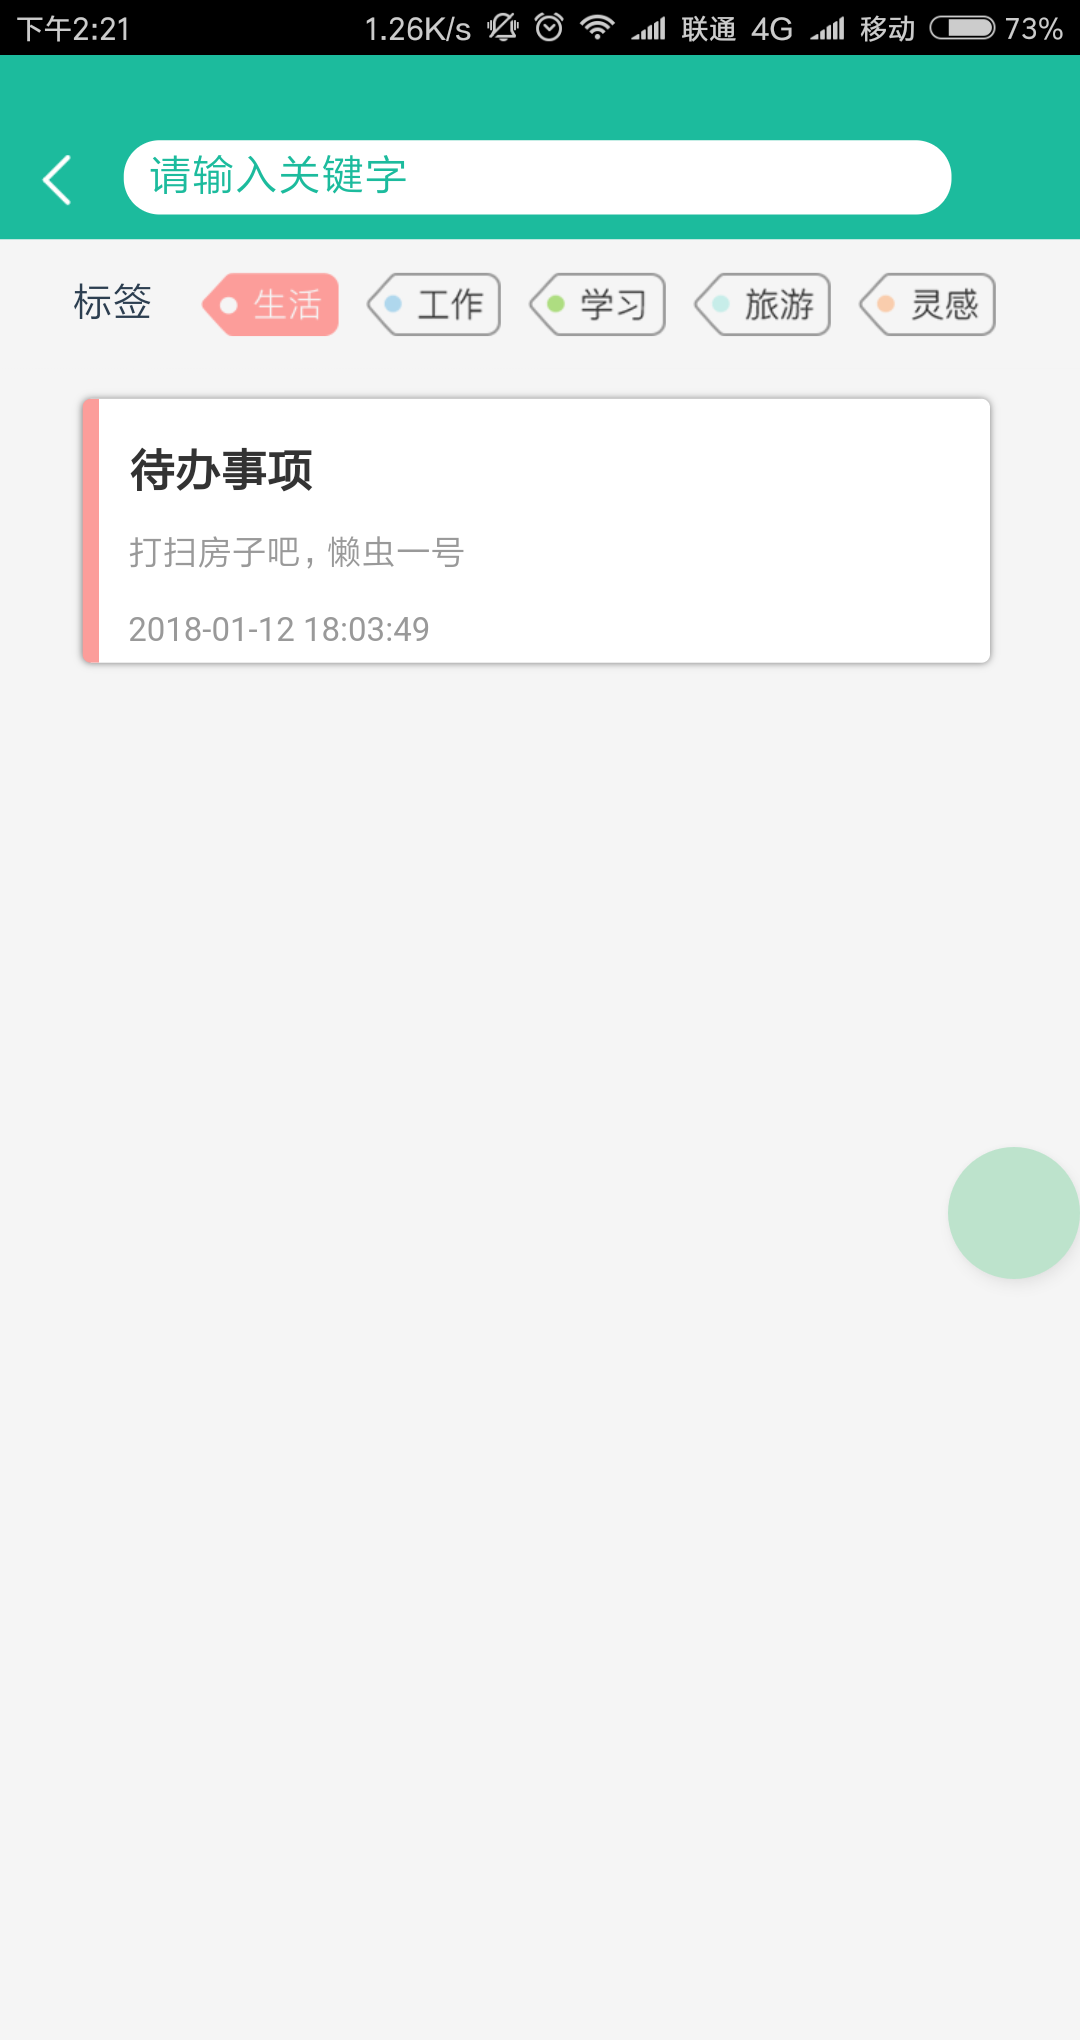 下午2:21 1.26K/s 联通 4G 移动 73%
请输入关键字
标签 生活 工作 学习 旅游 灵感
待办事项
打扫房子吧，懒虫一号
2018-01-12 18:03:49